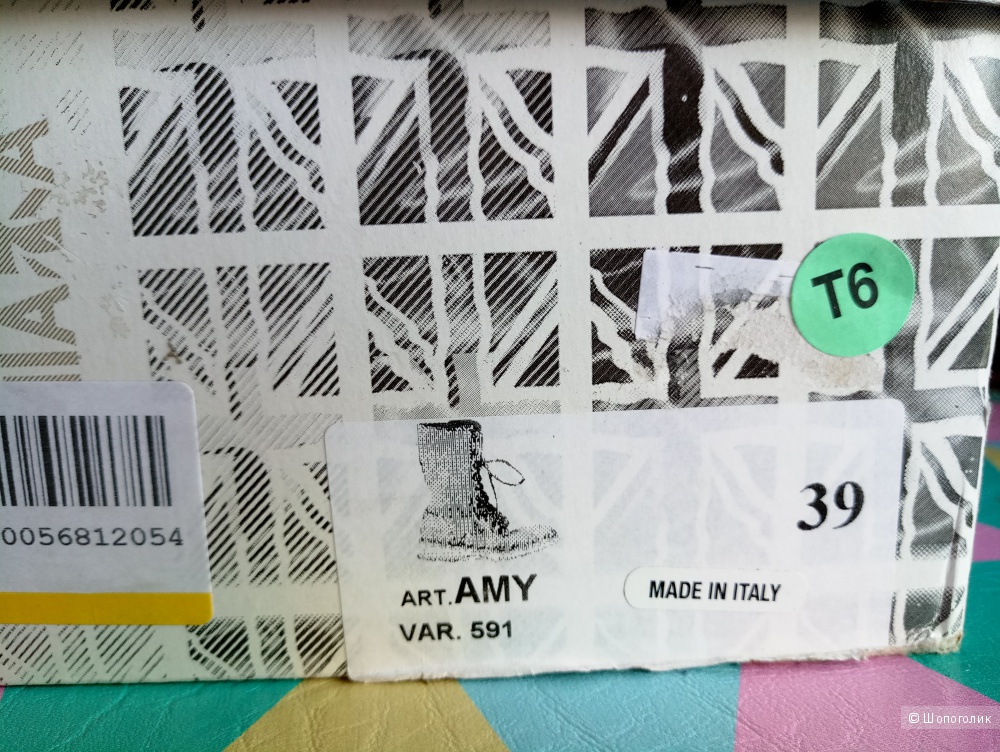 T6
0056812054
39
ART.AMY
MADE IN ITALY
VAR. 591
© Шопоголик